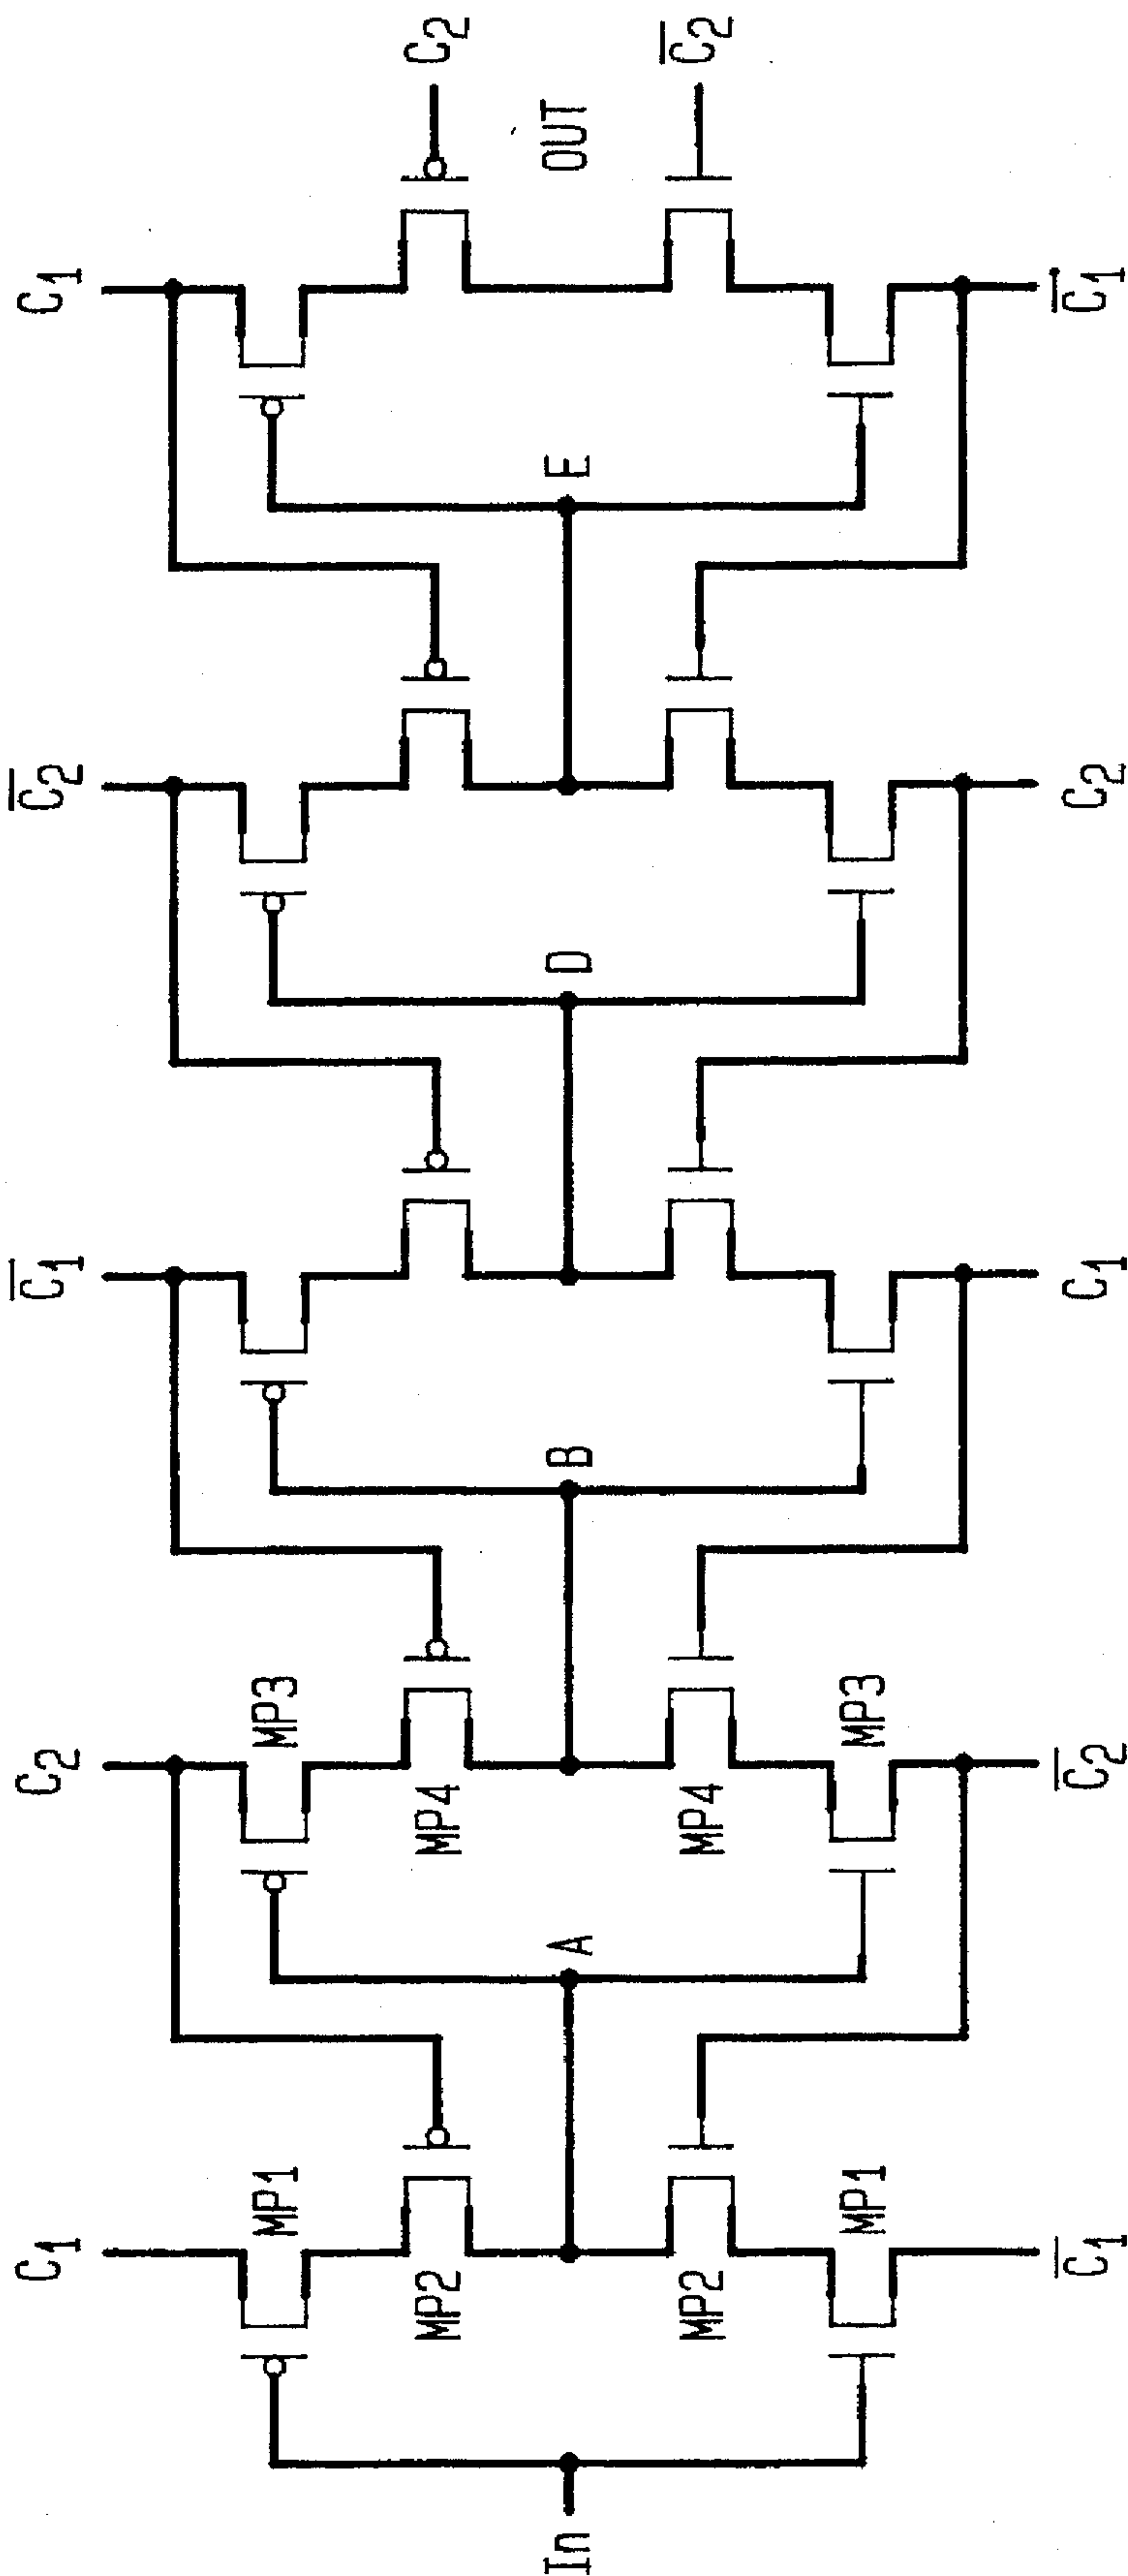 C₁ C₂ C̅₁ C̅₂ C₁
MP1 MP3
MP2 MP4 C₂
In A B D E OUT
MP2 MP4 C̅₂
MP1 MP3
C̅₁ C̅₂ C₁ C₂ C̅₁